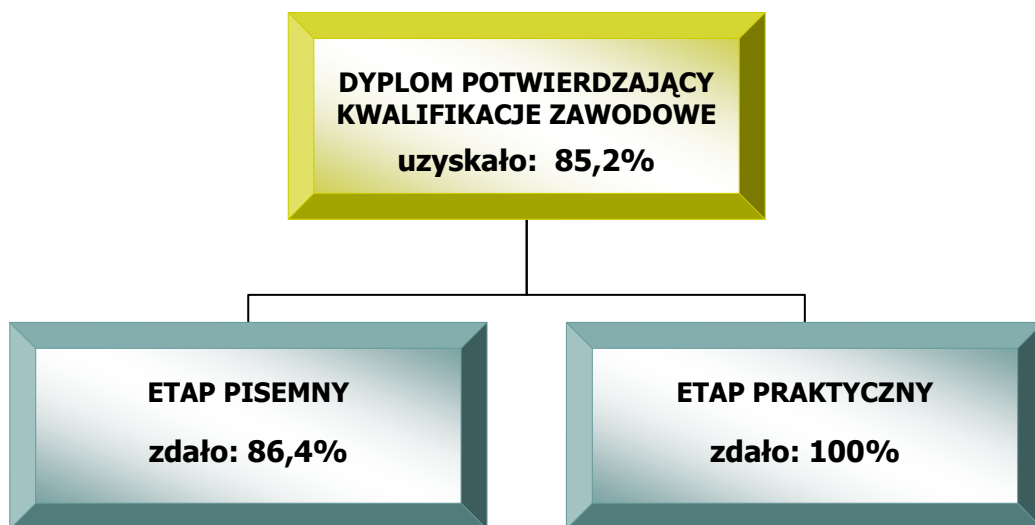 DYPLOM POTWIERDZAJĄCY
KWALIFIKACJE ZAWODOWE
uzyskało: 85,2%
ETAP PISEMNY
zdało: 86,4%
ETAP PRAKTYCZNY
zdało: 100%